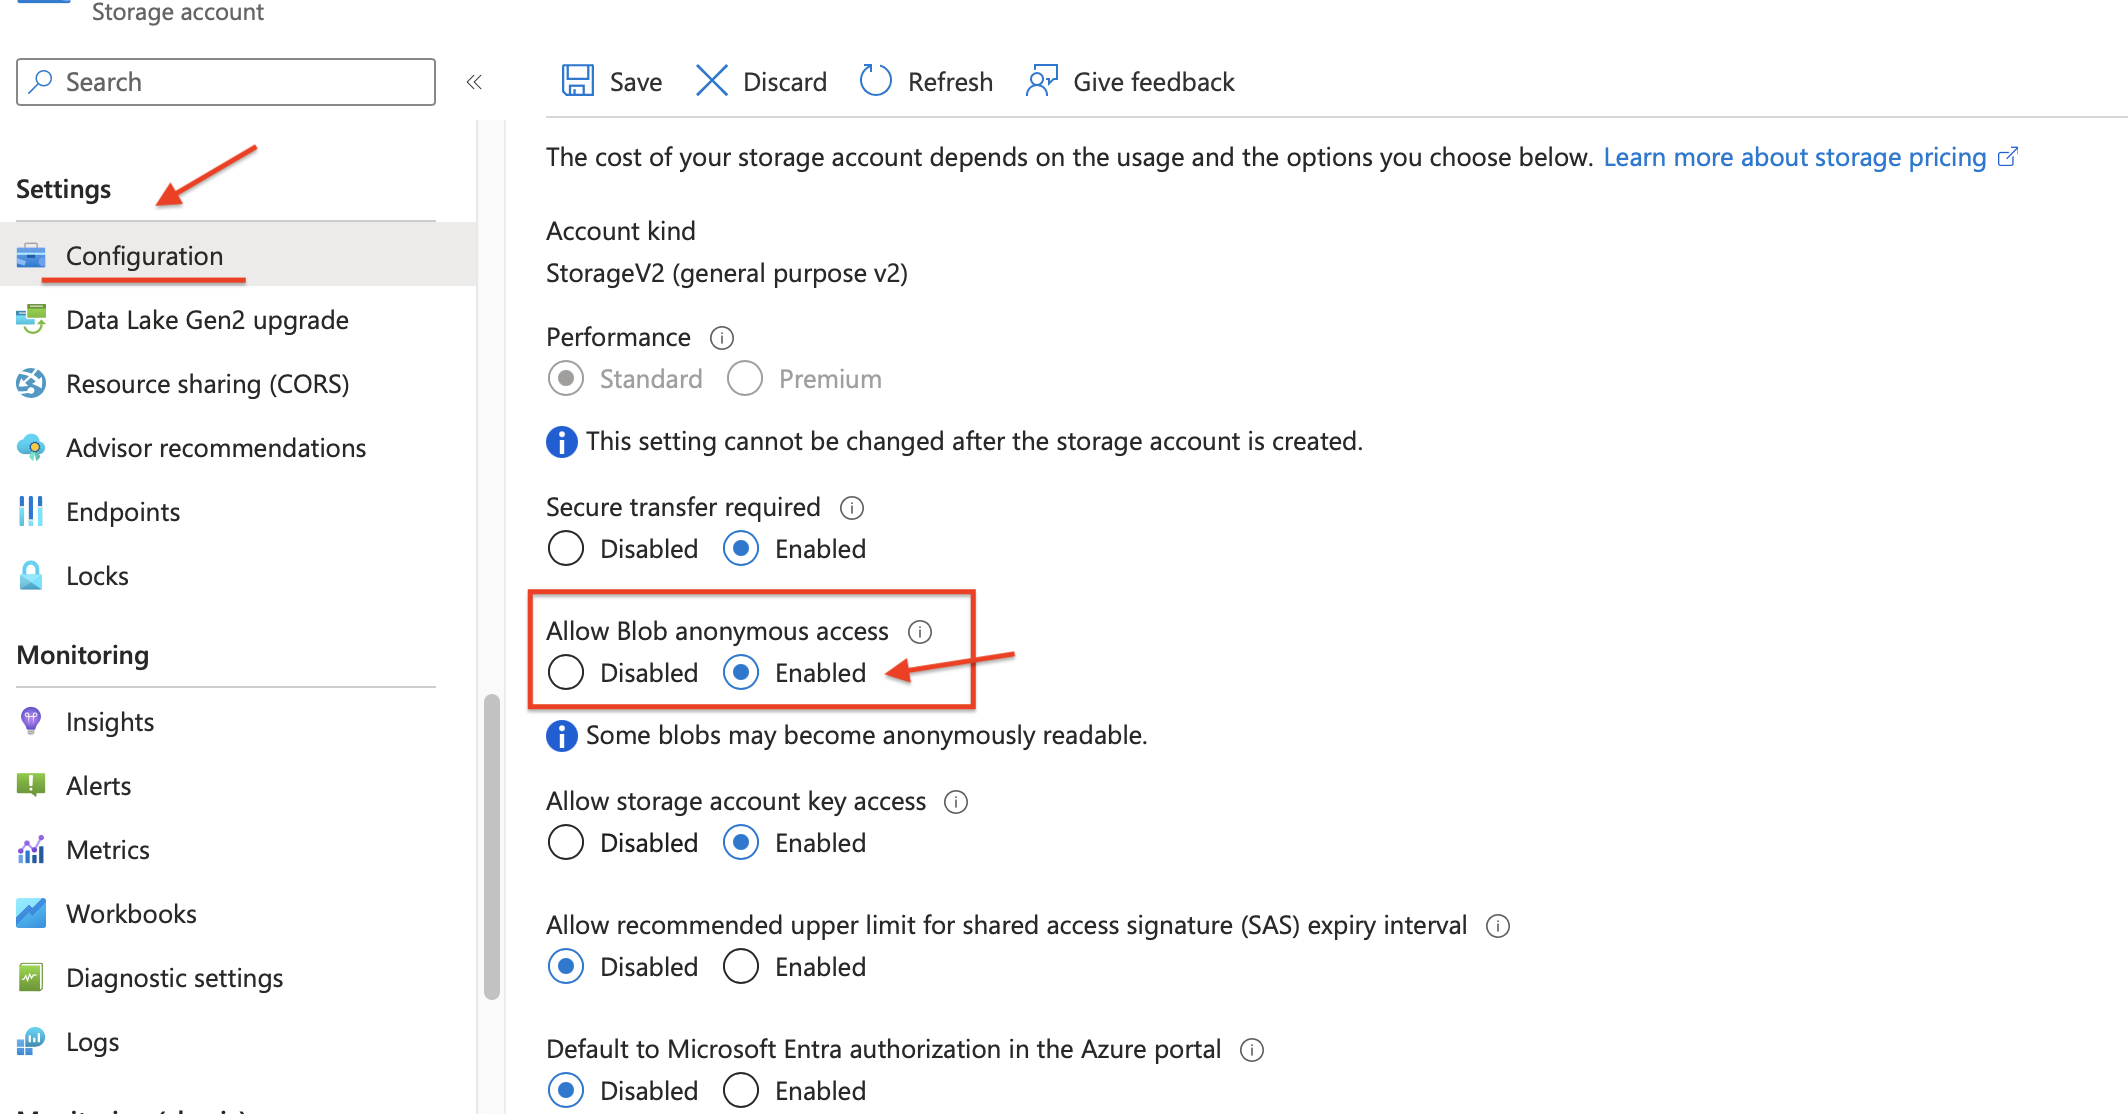 Storage account
Search
«
Save Discard Refresh Give feedback
Settings
Configuration
Data Lake Gen2 upgrade
Resource sharing (CORS)
Advisor recommendations
Endpoints
Locks
Monitoring
Insights
Alerts
Metrics
Workbooks
Diagnostic settings
Logs
The cost of your storage account depends on the usage and the options you choose below. Learn more about storage pricing
Account kind
StorageV2 (general purpose v2)
Performance
Standard Premium
This setting cannot be changed after the storage account is created.
Secure transfer required
Disabled Enabled
Allow Blob anonymous access
Disabled Enabled
Some blobs may become anonymously readable.
Allow storage account key access
Disabled Enabled
Allow recommended upper limit for shared access signature (SAS) expiry interval
Disabled Enabled
Default to Microsoft Entra authorization in the Azure portal
Disabled Enabled